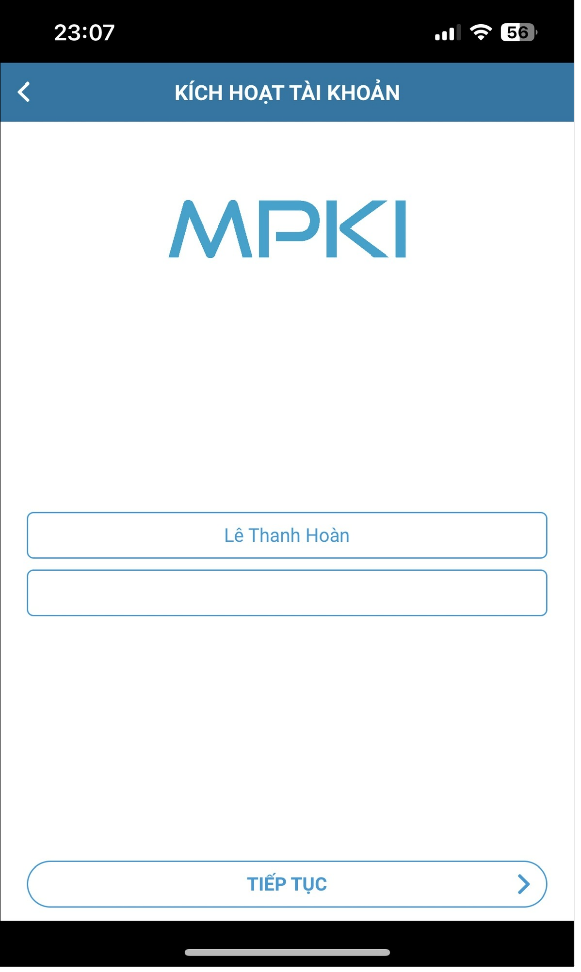 23:07
56
KÍCH HOẠT TÀI KHOẢN
MPKI
Lê Thanh Hoàn
TIẾP TỤC